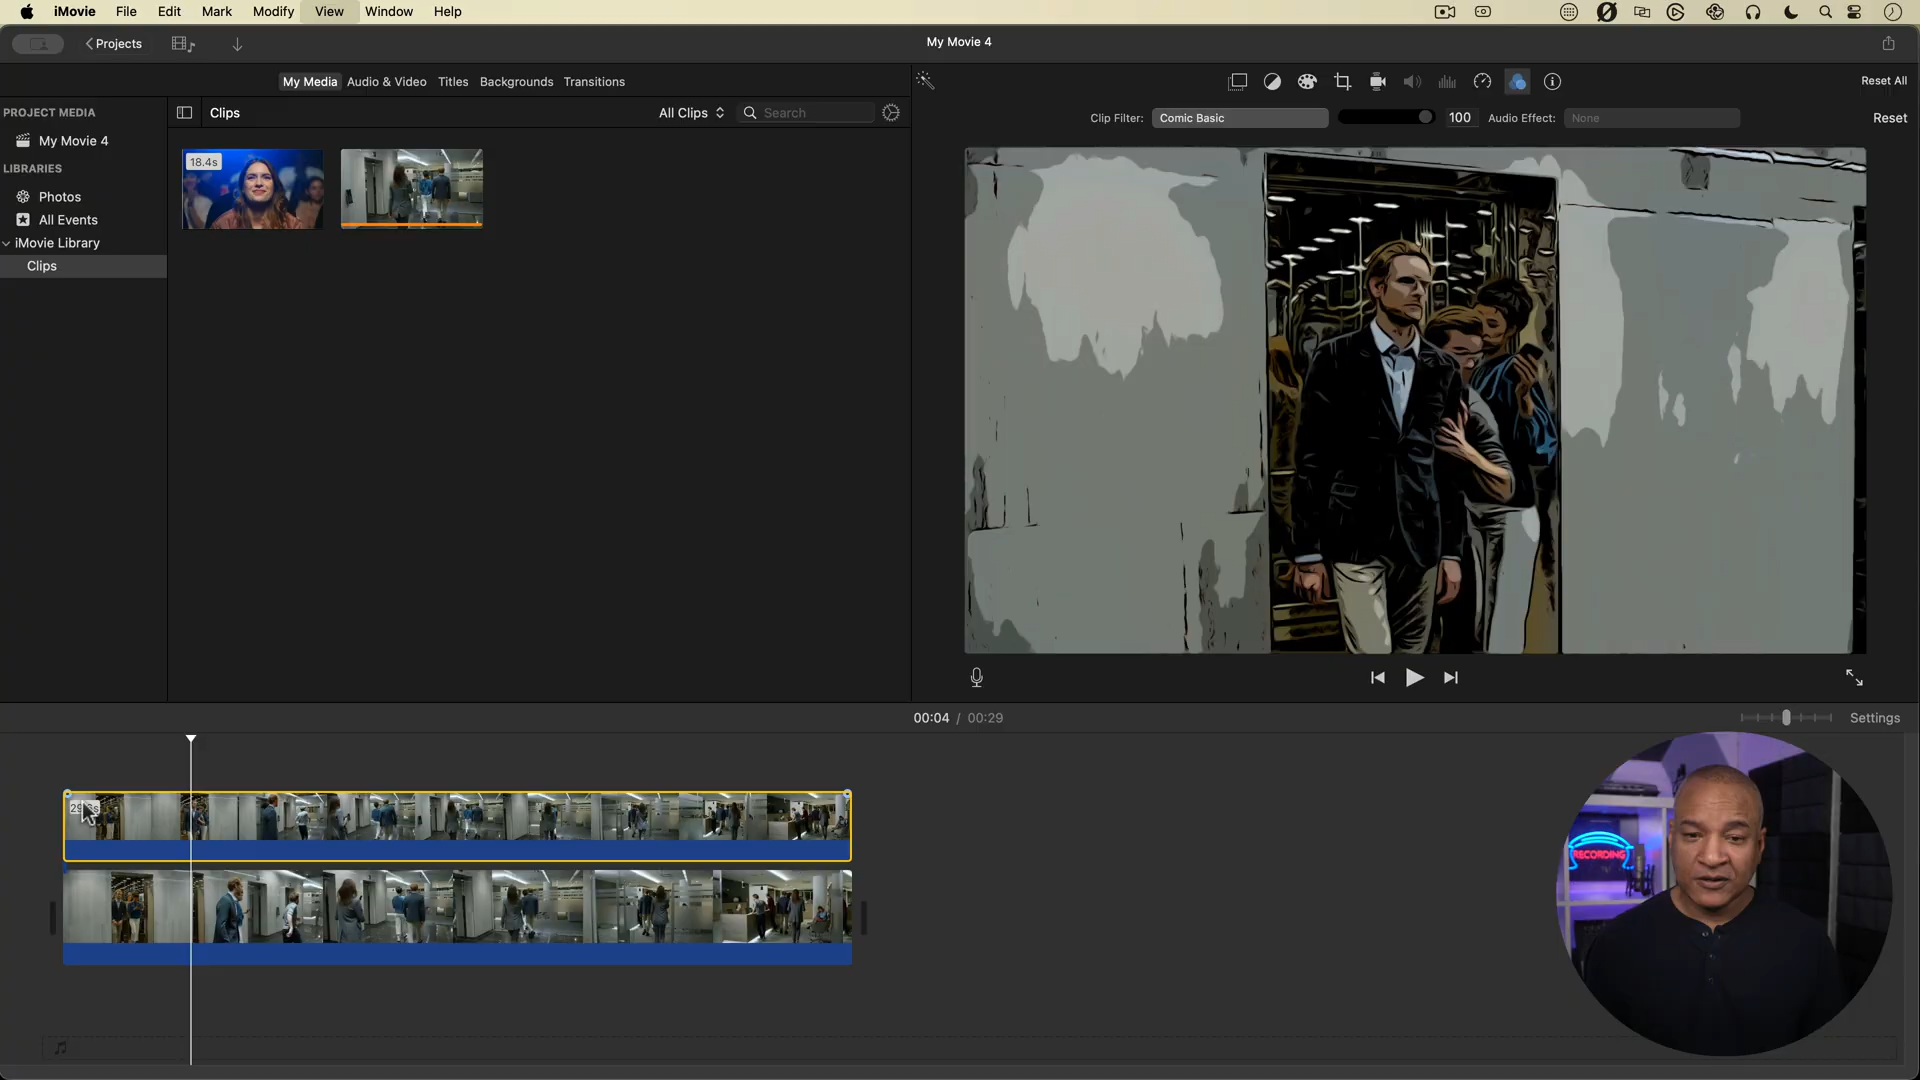 iMovie File Edit Mark Modify View Window Help
Projects
My Movie 4
My Media Audio & Video Titles Backgrounds Transitions
Reset All
PROJECT MEDIA
My Movie 4
LIBRARIES
Photos
All Events
iMovie Library
Clips
Clips
All Clips
Search
Clip Filter: Comic Basic 100 Audio Effect: None Reset
18.4s
00:04 / 00:29
Settings
RECORDING